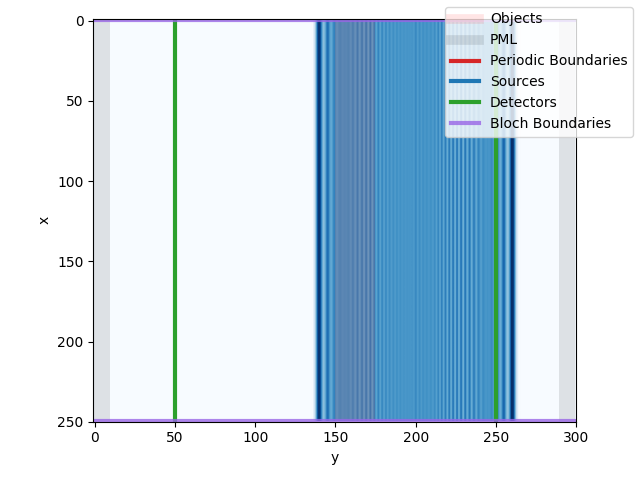 Objects
PML
Periodic Boundaries
Sources
Detectors
Bloch Boundaries
0
50
100
150
200
250
x
0
50
100
150
200
250
300
y